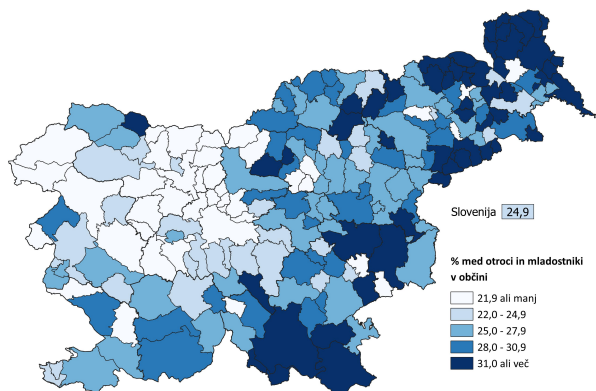 Slovenija 24,9
% med otroci in mladostniki
v občini
21,9 ali manj
22,0 - 24,9
25,0 - 27,9
28,0 - 30,9
31,0 ali več